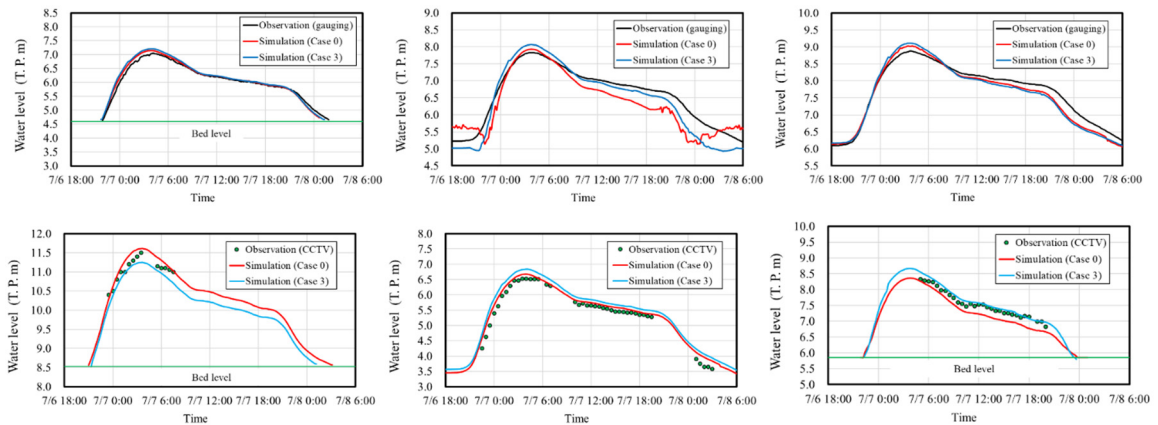 8.5
8.0
7.5
7.0
6.5
6.0
5.5
5.0
4.5
4.0
3.5
3.0
Water level (T. P. m)
Observation (gauging)
Simulation (Case 0)
Simulation (Case 3)
Bed level
7/6 18:00 7/7 0:00 7/7 6:00 7/7 12:00 7/7 18:00 7/8 0:00 7/8 6:00
Time
9.0
8.5
8.0
7.5
7.0
6.5
6.0
5.5
5.0
4.5
Water level (T. P. m)
Observation (gauging)
Simulation (Case 0)
Simulation (Case 3)
7/6 18:00 7/7 0:00 7/7 6:00 7/7 12:00 7/7 18:00 7/8 0:00 7/8 6:00
Time
10.0
9.5
9.0
8.5
8.0
7.5
7.0
6.5
6.0
5.5
Water level (T. P. m)
Observation (gauging)
Simulation (Case 0)
Simulation (Case 3)
7/6 18:00 7/7 0:00 7/7 6:00 7/7 12:00 7/7 18:00 7/8 0:00 7/8 6:00
Time
12.0
11.5
11.0
10.5
10.0
9.5
9.0
8.5
8.0
Water level (T. P. m)
Observation (CCTV)
Simulation (Case 0)
Simulation (Case 3)
Bed level
7/6 18:00 7/7 0:00 7/7 6:00 7/7 12:00 7/7 18:00 7/8 0:00 7/8 6:00
Time
8.0
7.5
7.0
6.5
6.0
5.5
5.0
4.5
4.0
3.5
3.0
Water level (T. P. m)
Observation (CCTV)
Simulation (Case 0)
Simulation (Case 3)
7/6 18:00 7/7 0:00 7/7 6:00 7/7 12:00 7/7 18:00 7/8 0:00 7/8 6:00
Time
10.0
9.5
9.0
8.5
8.0
7.5
7.0
6.5
6.0
5.5
5.0
Water level (T. P. m)
Observation (CCTV)
Simulation (Case 0)
Simulation (Case 3)
Bed level
7/6 18:00 7/7 0:00 7/7 6:00 7/7 12:00 7/7 18:00 7/8 0:00 7/8 6:00
Time